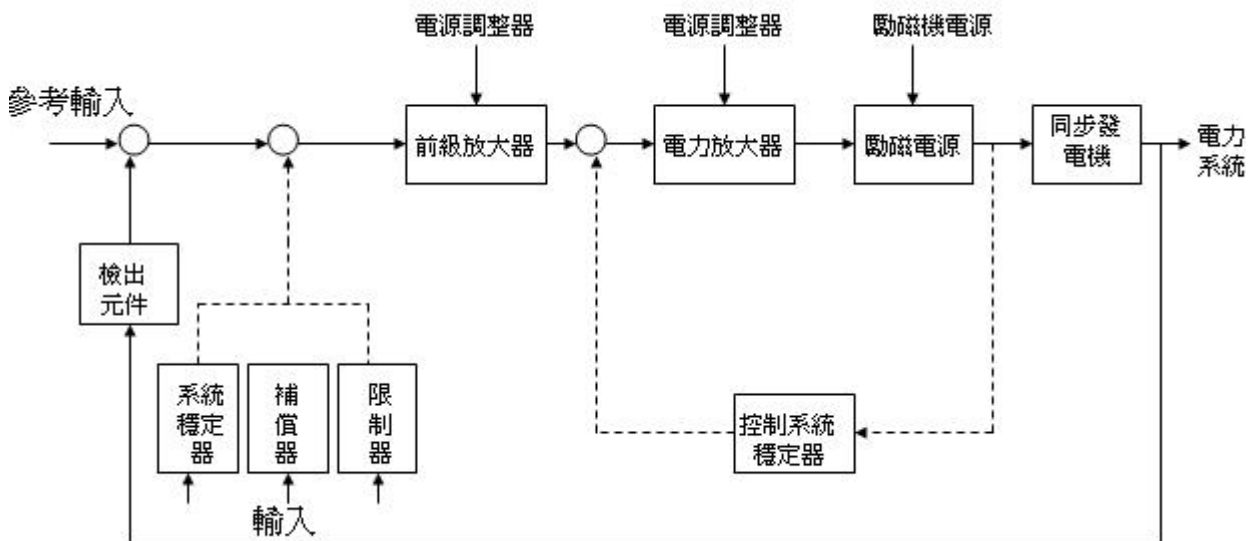 電源調整器
電源調整器
勵磁機電源
參考輸入
前級放大器
電力放大器
勵磁電源
同步發
電機
電力
系統
檢出
元件
系統
穩定
器
補
償
器
限
制
器
控制系統
穩定器
輸入